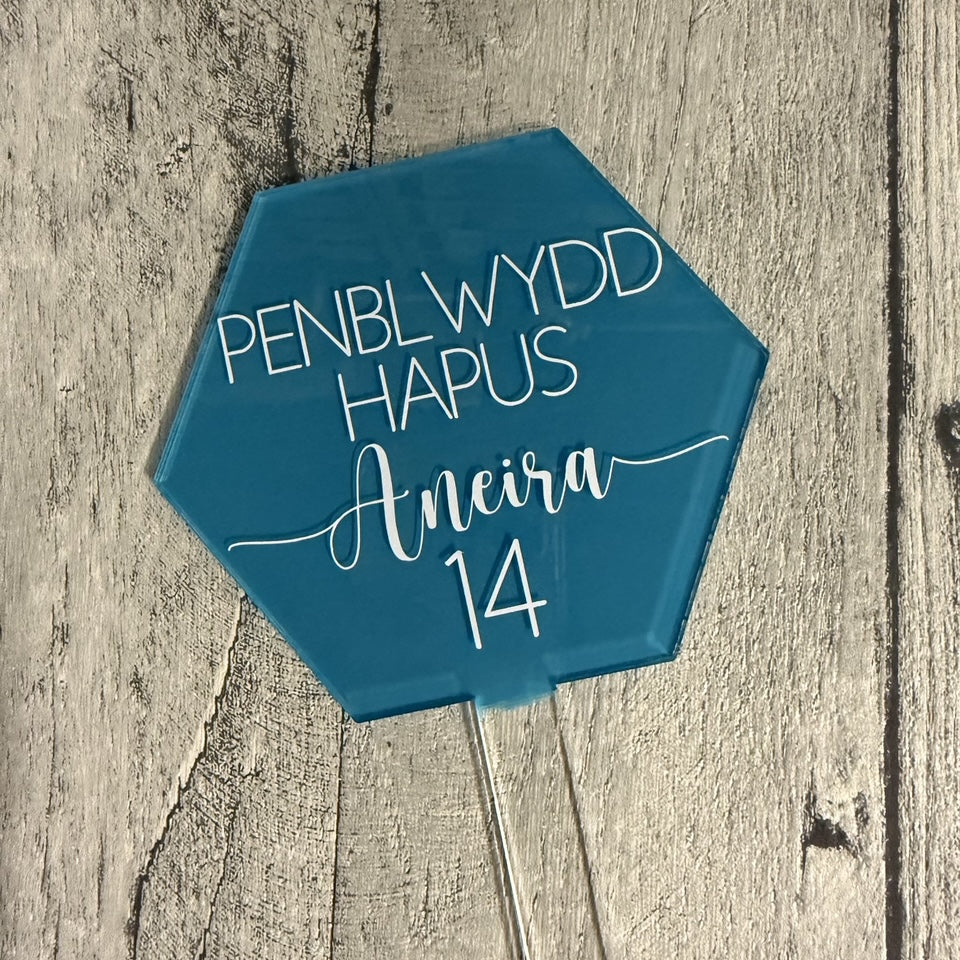 PENBLWYDD
HAPUS
Aneira
14